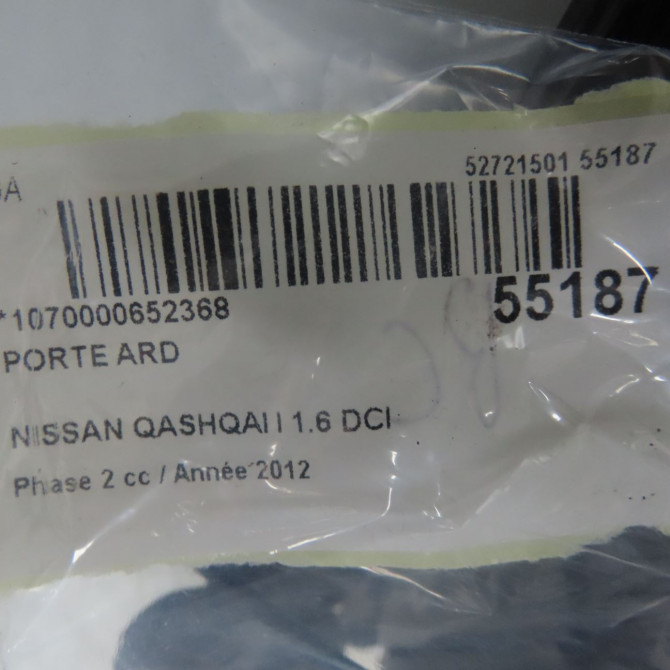 52721501 55187
*1070000652368
55187
PORTE ARD
NISSAN QASHQAI I 1.6 DCI
Phase 2 cc / Année 2012